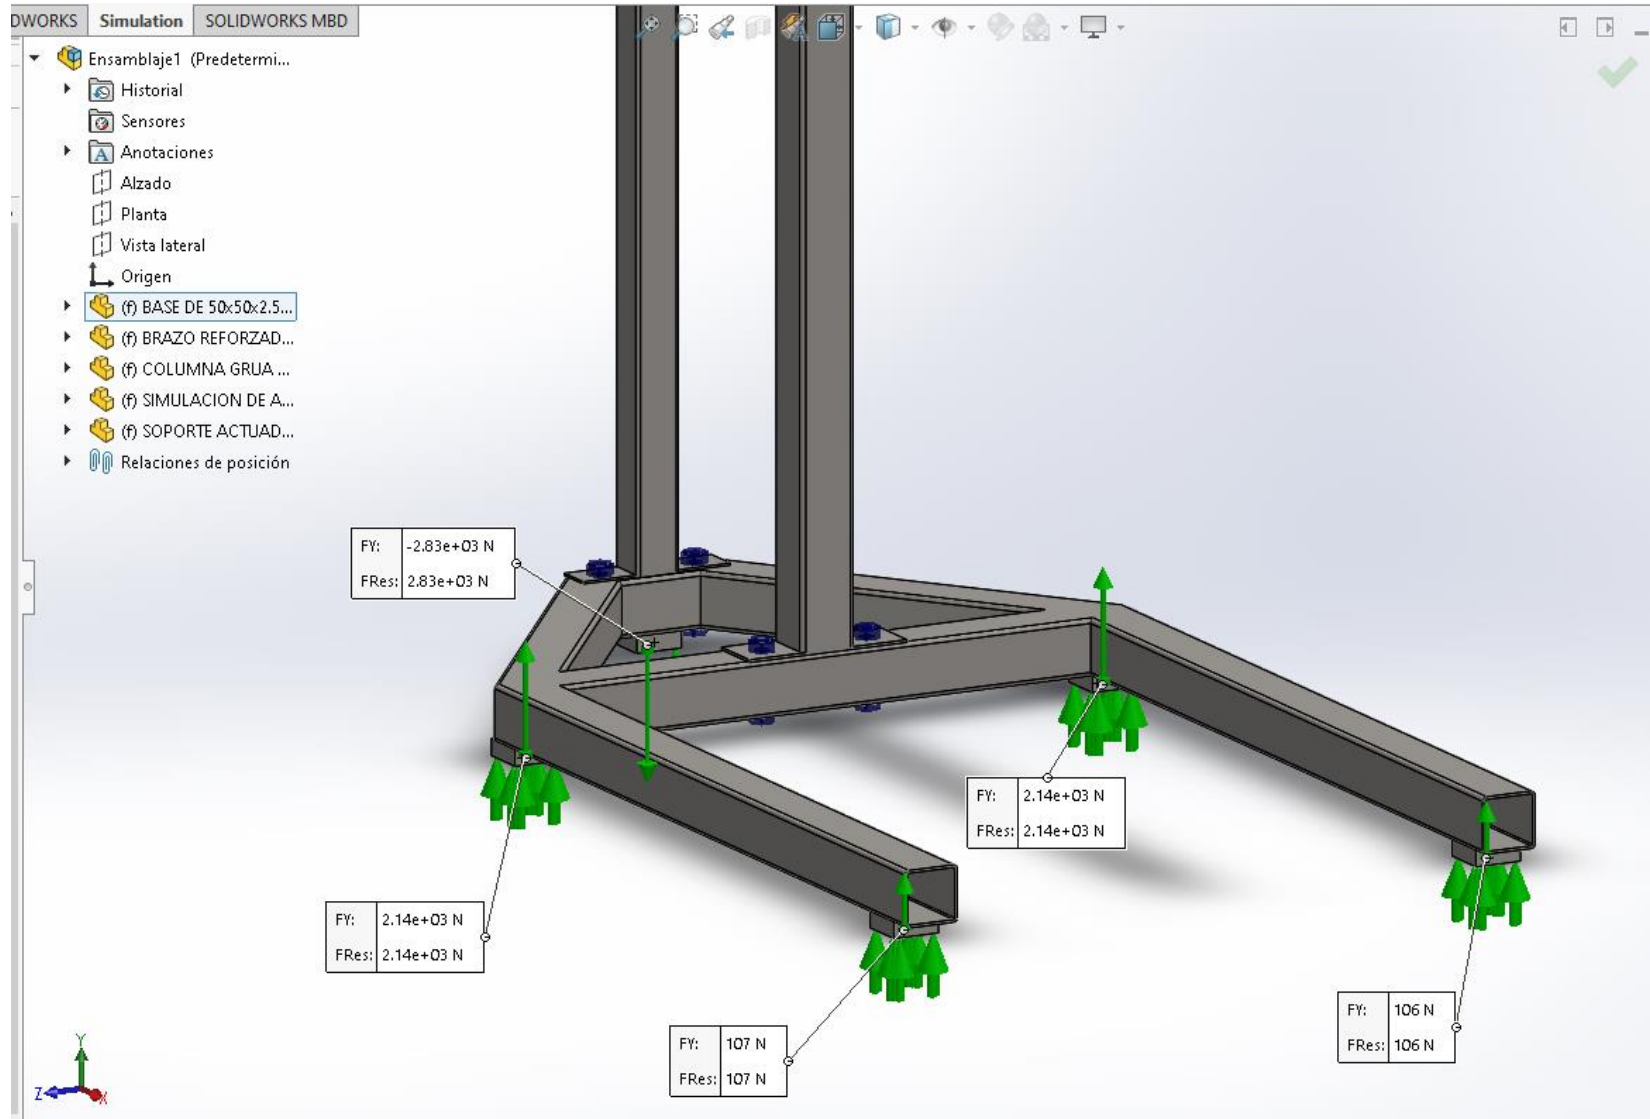 DWORKS
Simulation
SOLIDWORKS MBD
Ensamblaje1 (Predetermi...
Historial
Sensores
A
Anotaciones
Alzado
Planta
Vista lateral
Origen
(f) BASE DE 50x50x2.5...
(f) BRAZO REFORZAD...
(f) COLUMNA GRUA ...
(f) SIMULACION DE A...
(f) SOPORTE ACTUAD...
Relaciones de posición
FY: -2.83e+03 N
FRes: 2.83e+03 N
FY: 2.14e+03 N
FRes: 2.14e+03 N
FY: 2.14e+03 N
FRes: 2.14e+03 N
FY: 107 N
FRes: 107 N
FY: 106 N
FRes: 106 N
Y
Z
X